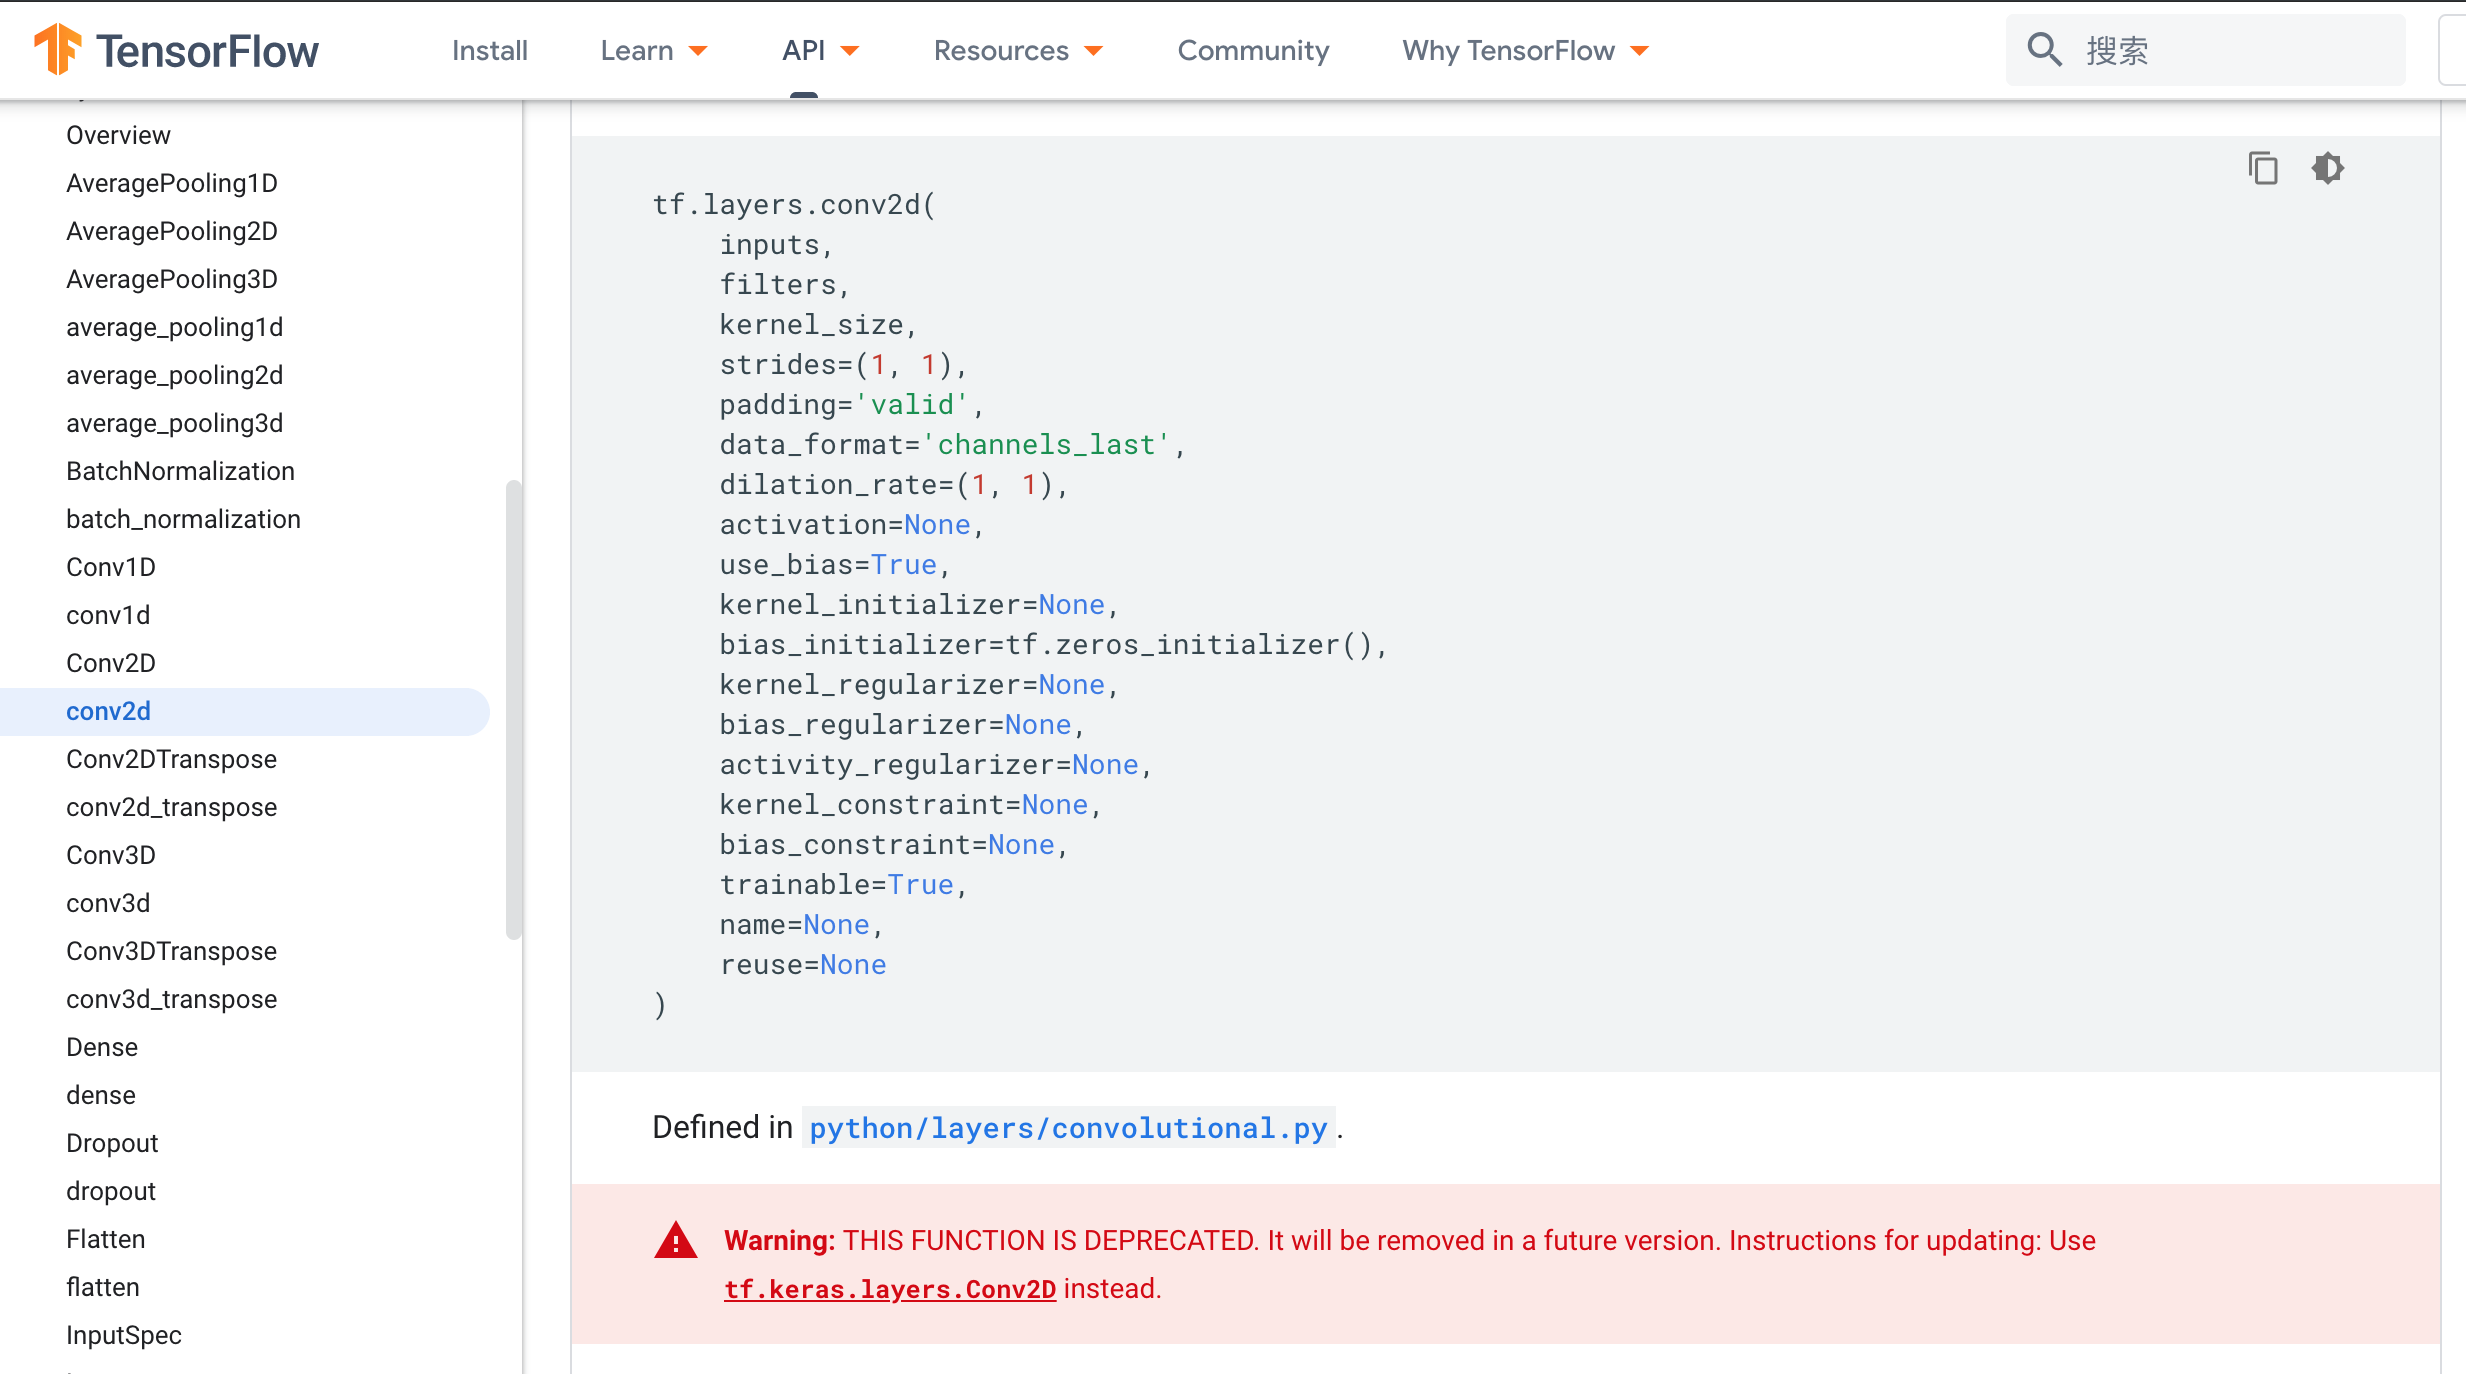 TensorFlow
Install
Learn
API
Resources
Community
Why TensorFlow
搜索
Overview
AveragePooling1D
AveragePooling2D
AveragePooling3D
average_pooling1d
average_pooling2d
average_pooling3d
BatchNormalization
batch_normalization
Conv1D
conv1d
Conv2D
conv2d
Conv2DTranspose
conv2d_transpose
Conv3D
conv3d
Conv3DTranspose
conv3d_transpose
Dense
dense
Dropout
dropout
Flatten
flatten
InputSpec
tf.layers.conv2d(
    inputs,
    filters,
    kernel_size,
    strides=(1, 1),
    padding='valid',
    data_format='channels_last',
    dilation_rate=(1, 1),
    activation=None,
    use_bias=True,
    kernel_initializer=None,
    bias_initializer=tf.zeros_initializer(),
    kernel_regularizer=None,
    bias_regularizer=None,
    activity_regularizer=None,
    kernel_constraint=None,
    bias_constraint=None,
    trainable=True,
    name=None,
    reuse=None
)
Defined in python/layers/convolutional.py.
Warning: THIS FUNCTION IS DEPRECATED. It will be removed in a future version. Instructions for updating: Use
tf.keras.layers.Conv2D instead.